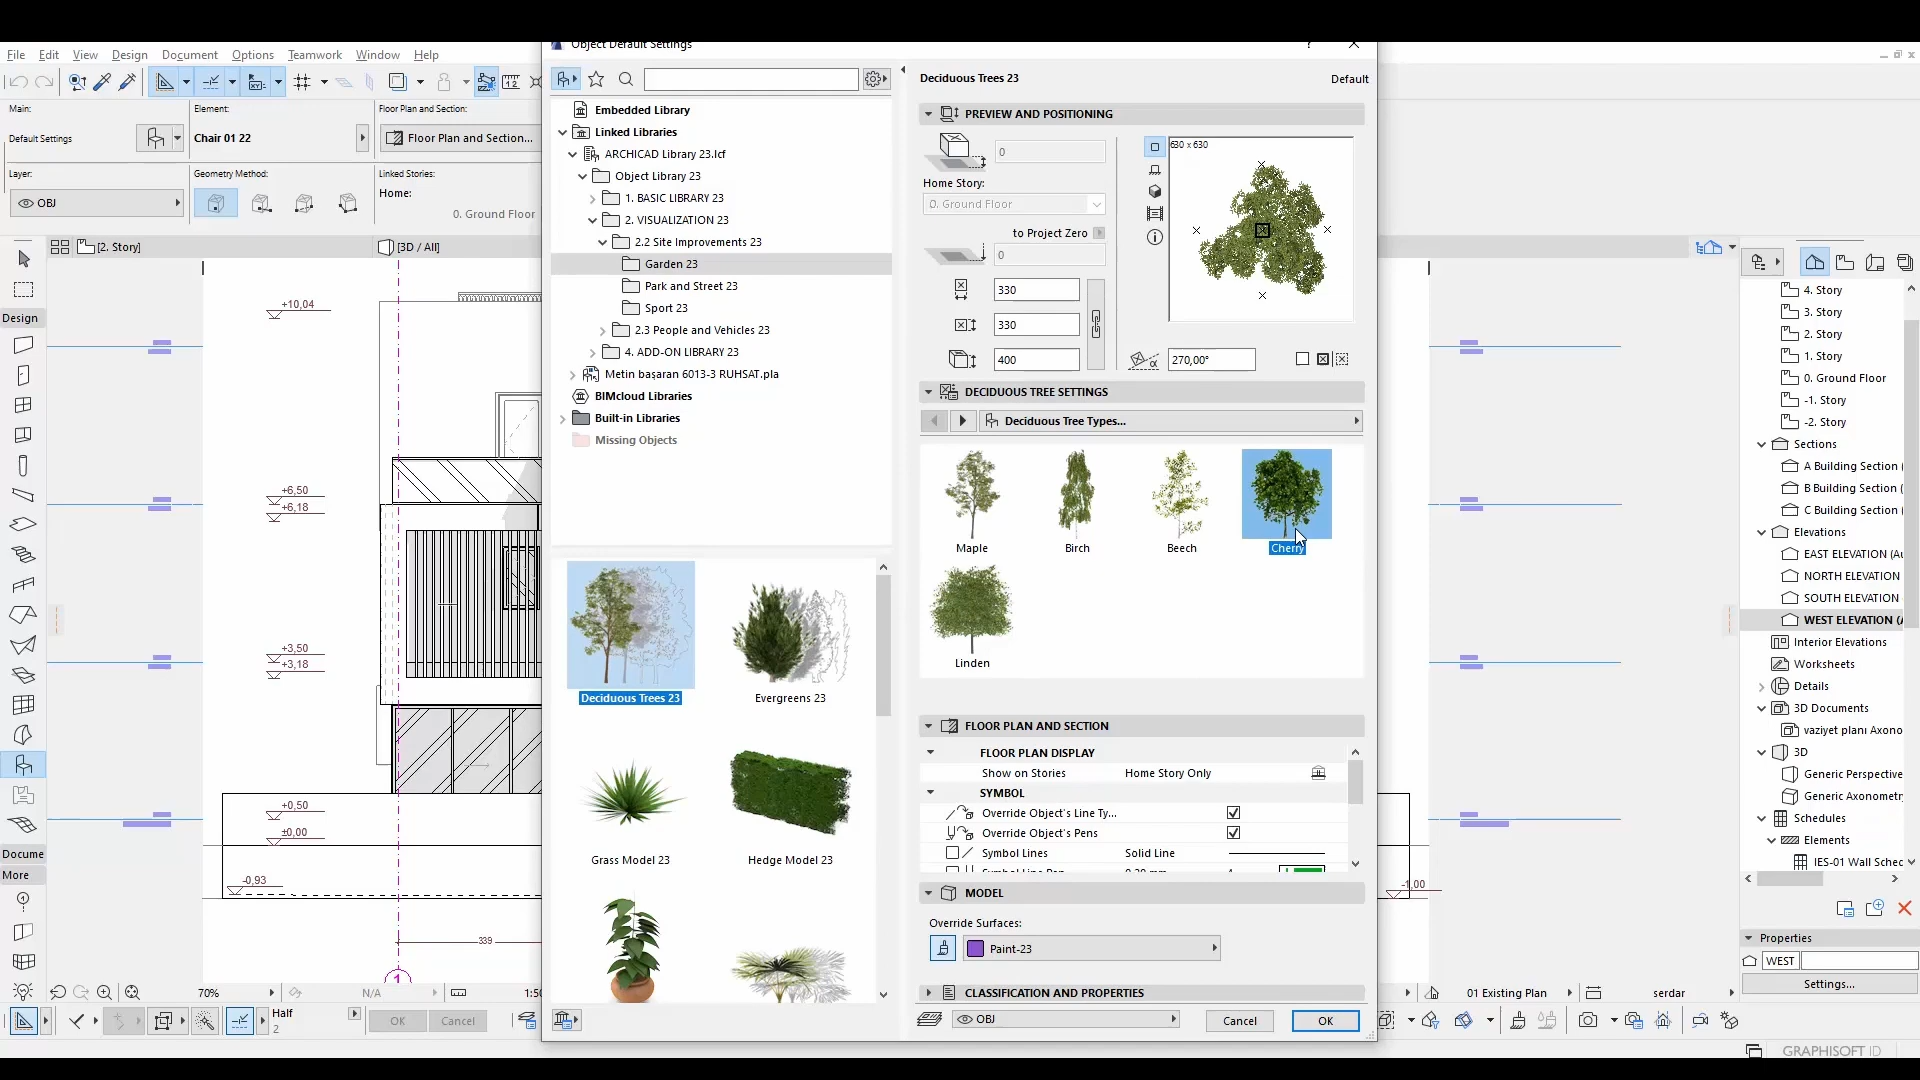 Object Default Settings
?
File Edit View Design Document Options Teamwork Window Help
Main:
Default Settings
Element:
Chair 01 22
Floor Plan and Section:
Floor Plan and Section...
Layer:
OBJ
Geometry Method:
Linked Stories:
Home:
0. Ground Floor
[2. Story]
[3D / All]
Design
+10,04
+6,50
+6,18
+3,50
+3,18
+0,50
±0,00
-0,93
339
1
Docume
More
70%
N/A
1:50
Half
2
OK
Cancel
Embedded Library
Linked Libraries
ARCHICAD Library 23.lcf
Object Library 23
1. BASIC LIBRARY 23
2. VISUALIZATION 23
2.2 Site Improvements 23
Garden 23
Park and Street 23
Sport 23
2.3 People and Vehicles 23
4. ADD-ON LIBRARY 23
Metin başaran 6013-3 RUHSAT.pla
BIMcloud Libraries
Built-in Libraries
Missing Objects
Deciduous Trees 23
Evergreens 23
Grass Model 23
Hedge Model 23
Deciduous Trees 23
Default
PREVIEW AND POSITIONING
0
Home Story:
0. Ground Floor
to Project Zero
0
330
330
400
630 x 630
α
270,00°
DECIDUOUS TREE SETTINGS
Deciduous Tree Types...
Maple
Birch
Beech
Cherry
Linden
FLOOR PLAN AND SECTION
FLOOR PLAN DISPLAY
Show on Stories Home Story Only
SYMBOL
Override Object's Line Ty...
Override Object's Pens
Symbol Lines Solid Line
MODEL
Override Surfaces:
Paint-23
CLASSIFICATION AND PROPERTIES
OBJ
Cancel
OK
-1,00
4. Story
3. Story
2. Story
1. Story
0. Ground Floor
-1. Story
-2. Story
Sections
A Building Section (
B Building Section (
C Building Section (
Elevations
EAST ELEVATION (Au
NORTH ELEVATION
SOUTH ELEVATION
WEST ELEVATION (A
Interior Elevations
Worksheets
Details
3D Documents
vaziyet planı Axono
3D
Generic Perspective
Generic Axonometr
Schedules
Elements
IES-01 Wall Sched
Properties
WEST
Settings...
01 Existing Plan
serdar
GRAPHISOFT ID